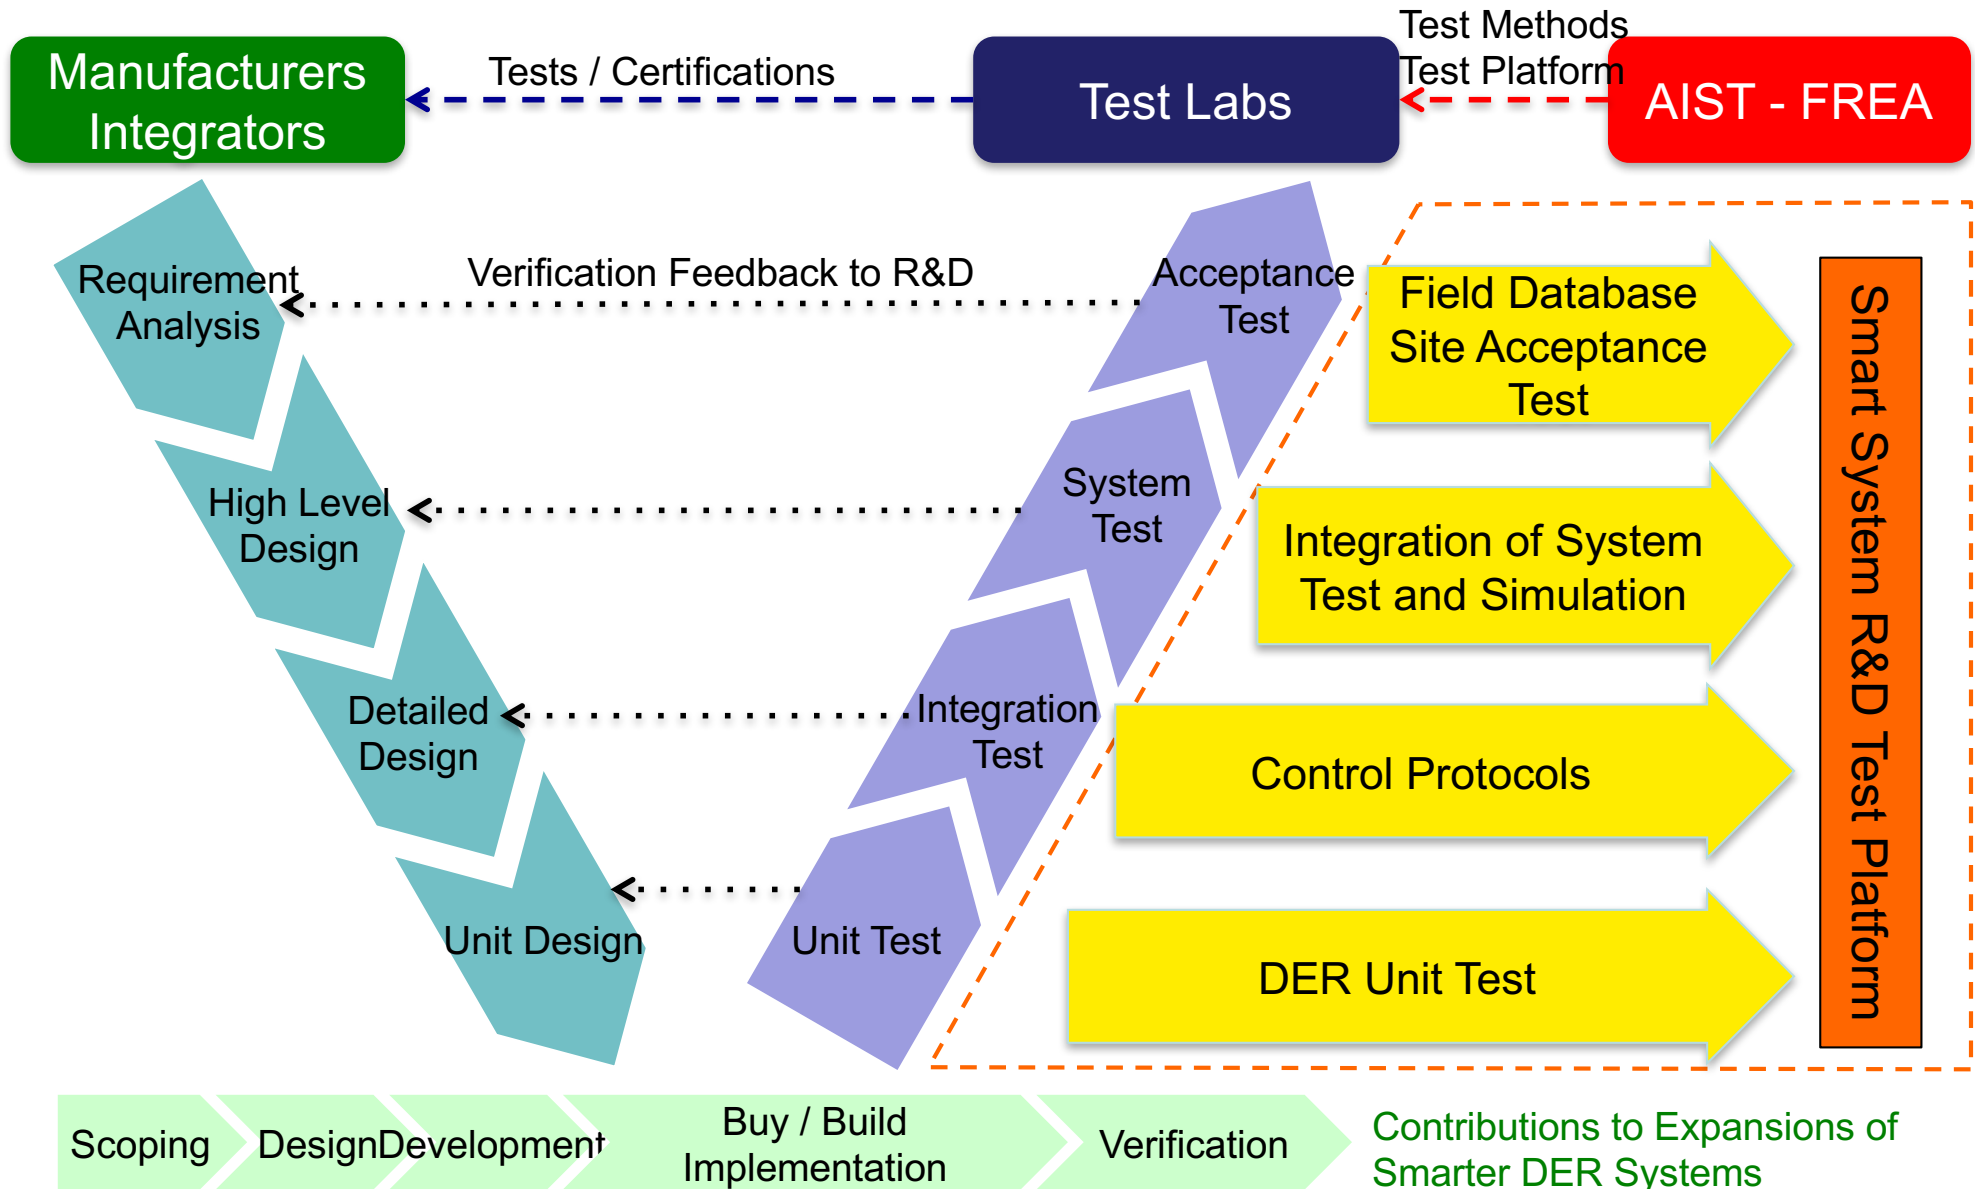 Manufacturers
Integrators
Tests / Certifications
Test Labs
Test Methods
Test Platform
AIST - FREA
Requirement
Analysis
Verification Feedback to R&D
Acceptance
Test
Field Database
Site Acceptance
Test
High Level
Design
System
Test
Integration of System
Test and Simulation
Detailed
Design
Integration
Test
Control Protocols
Unit Design
Unit Test
DER Unit Test
Smart System R&D Test Platform
Scoping
Design
Development
Buy / Build
Implementation
Verification
Contributions to Expansions of
Smarter DER Systems